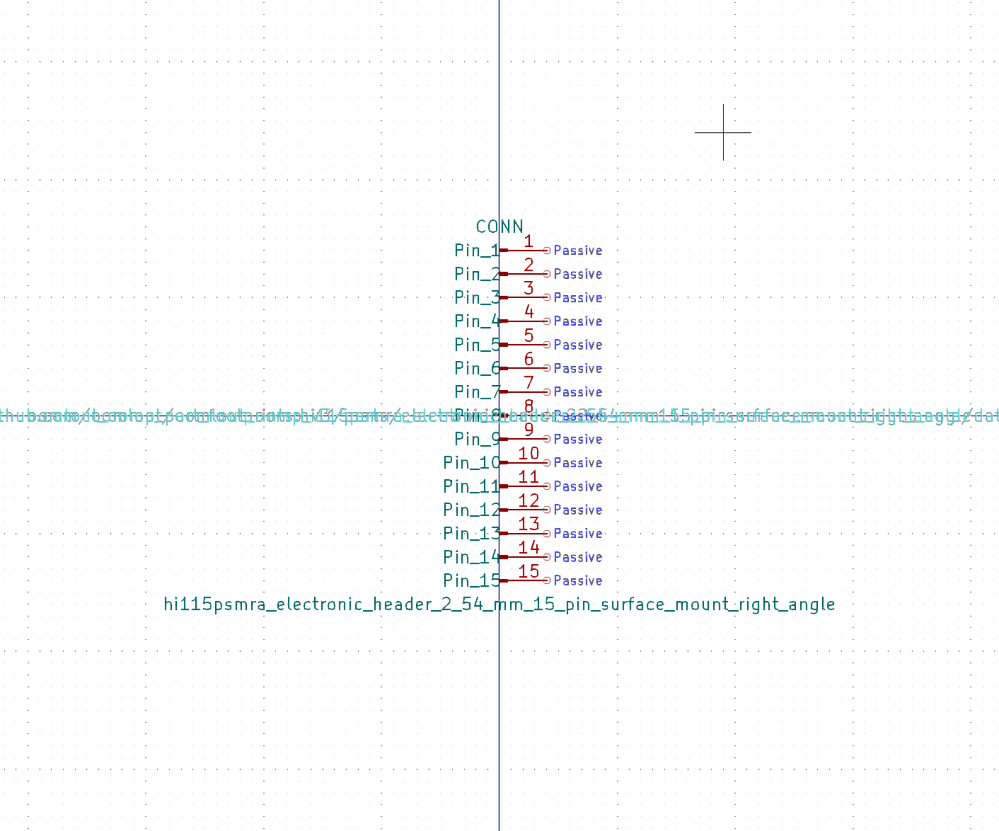 CONN
Pin_1 1 Passive
Pin_2 2 Passive
Pin_3 3 Passive
Pin_4 4 Passive
Pin_5 5 Passive
Pin_6 6 Passive
Pin_7 7 Passive
Pin_8 8 Passive
Pin_9 9 Passive
Pin_10 10 Passive
Pin_11 11 Passive
Pin_12 12 Passive
Pin_13 13 Passive
Pin_14 14 Passive
Pin_15 15 Passive
hi115psmra_electronic_header_2_54_mm_15_pin_surface_mount_right_angle